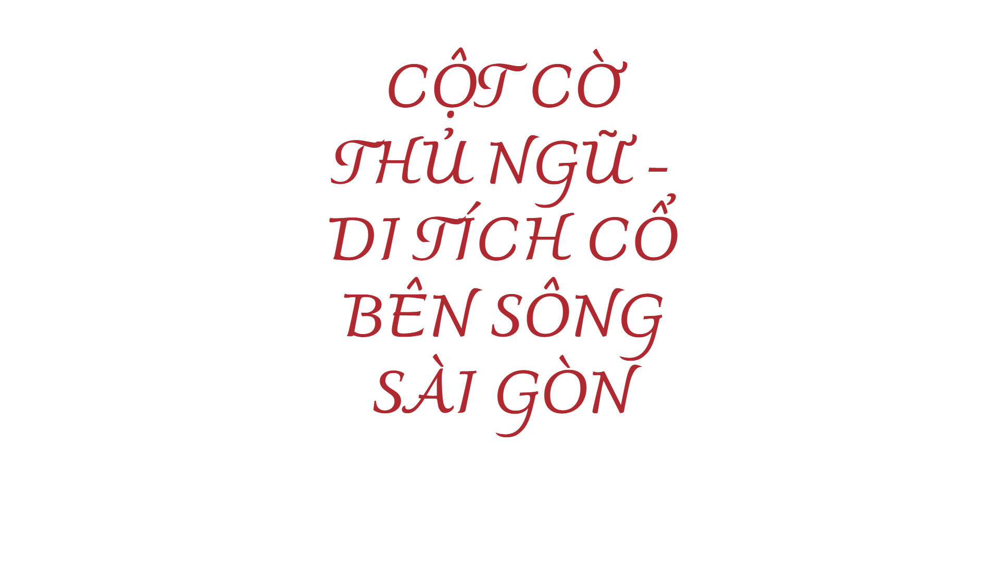 CỘT CỜ
THỦ NGỮ -
DI TÍCH CỔ
BÊN SÔNG
SÀI GÒN